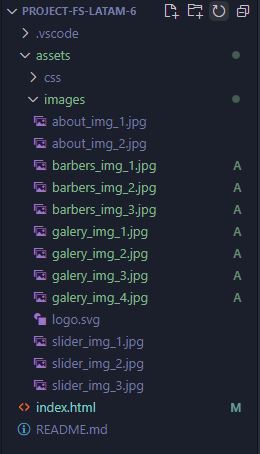 PROJECT-FS-LATAM-6
.vscode
assets
css
images
about_img_1.jpg
about_img_2.jpg
barbers_img_1.jpg A
barbers_img_2.jpg A
barbers_img_3.jpg A
galery_img_1.jpg A
galery_img_2.jpg A
galery_img_3.jpg A
galery_img_4.jpg A
logo.svg
slider_img_1.jpg
slider_img_2.jpg
slider_img_3.jpg
index.html M
README.md